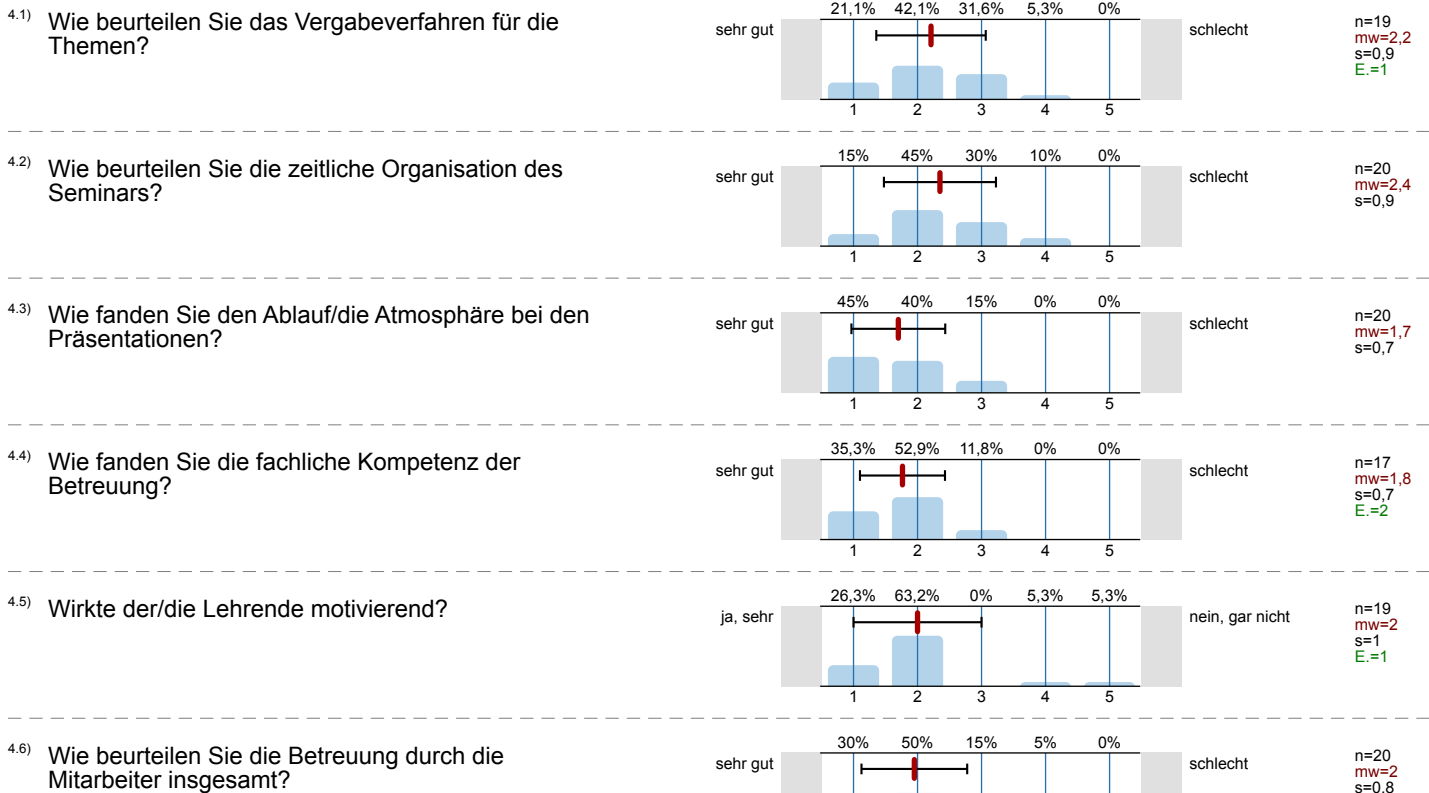 4.1) Wie beurteilen Sie das Vergabeverfahren für die
Themen?
sehr gut
21,1% 42,1% 31,6% 5,3% 0%
1 2 3 4 5
schlecht
n=19
mw=2,2
s=0,9
E.=1
4.2) Wie beurteilen Sie die zeitliche Organisation des
Seminars?
sehr gut
15% 45% 30% 10% 0%
1 2 3 4 5
schlecht
n=20
mw=2,4
s=0,9
4.3) Wie fanden Sie den Ablauf/die Atmosphäre bei den
Präsentationen?
sehr gut
45% 40% 15% 0% 0%
1 2 3 4 5
schlecht
n=20
mw=1,7
s=0,7
4.4) Wie fanden Sie die fachliche Kompetenz der
Betreuung?
sehr gut
35,3% 52,9% 11,8% 0% 0%
1 2 3 4 5
schlecht
n=17
mw=1,8
s=0,7
E.=2
4.5) Wirkte der/die Lehrende motivierend?
ja, sehr
26,3% 63,2% 0% 5,3% 5,3%
1 2 3 4 5
nein, gar nicht
n=19
mw=2
s=1
E.=1
4.6) Wie beurteilen Sie die Betreuung durch die
Mitarbeiter insgesamt?
sehr gut
30% 50% 15% 5% 0%
schlecht
n=20
mw=2
s=0,8